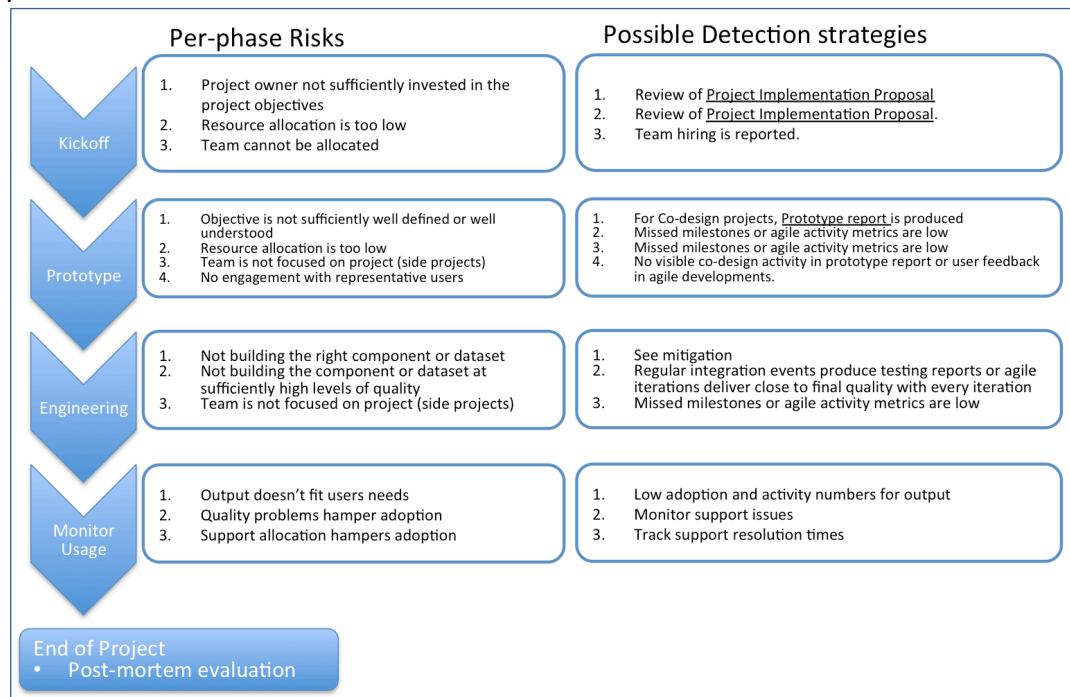 Per-phase Risks
Possible Detection strategies
Kickoff
1. Project owner not sufficiently invested in the
project objectives
2. Resource allocation is too low
3. Team cannot be allocated
1. Review of Project Implementation Proposal
2. Review of Project Implementation Proposal.
3. Team hiring is reported.
Prototype
1. Objective is not sufficiently well defined or well
understood
2. Resource allocation is too low
3. Team is not focused on project (side projects)
4. No engagement with representative users
1. For Co-design projects, Prototype report is produced
2. Missed milestones or agile activity metrics are low
3. Missed milestones or agile activity metrics are low
4. No visible co-design activity in prototype report or user feedback
in agile developments.
Engineering
1. Not building the right component or dataset
2. Not building the component or dataset at
sufficiently high levels of quality
3. Team is not focused on project (side projects)
1. See mitigation
2. Regular integration events produce testing reports or agile
iterations deliver close to final quality with every iteration
3. Missed milestones or agile activity metrics are low
Monitor
Usage
1. Output doesn't fit users needs
2. Quality problems hamper adoption
3. Support allocation hampers adoption
1. Low adoption and activity numbers for output
2. Monitor support issues
3. Track support resolution times
End of Project
• Post-mortem evaluation